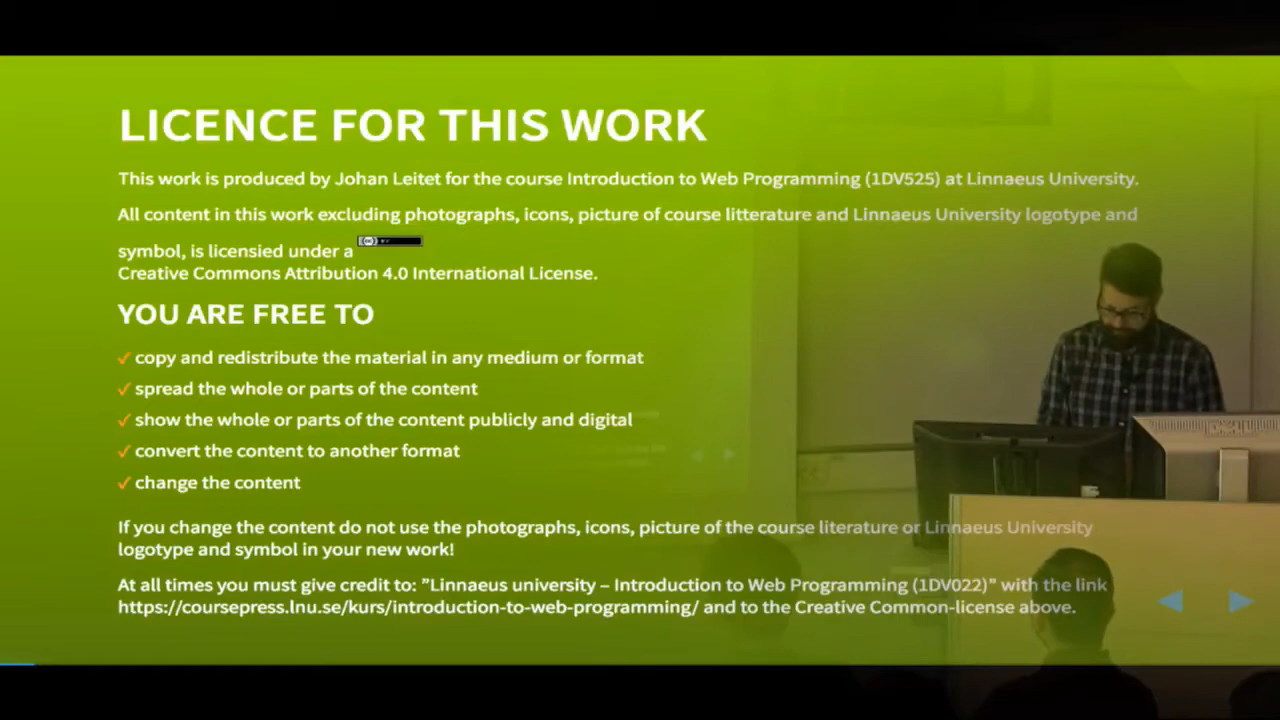 LICENCE FOR THIS WORK
This work is produced by Johan Leitet for the course Introduction to Web Programming (1DV525) at Linnaeus University.
All content in this work excluding photographs, icons, picture of course litterature and Linnaeus University logotype and
symbol, is licensied under a
Creative Commons Attribution 4.0 International License.
YOU ARE FREE TO
✓ copy and redistribute the material in any medium or format
✓ spread the whole or parts of the content
✓ show the whole or parts of the content publicly and digital
✓ convert the content to another format
✓ change the content
If you change the content do not use the photographs, icons, picture of the course literature or Linnaeus University
logotype and symbol in your new work!
At all times you must give credit to: ”Linnaeus university – Introduction to Web Programming (1DV022)” with the link
https://coursepress.lnu.se/kurs/introduction-to-web-programming/ and to the Creative Common-license above.